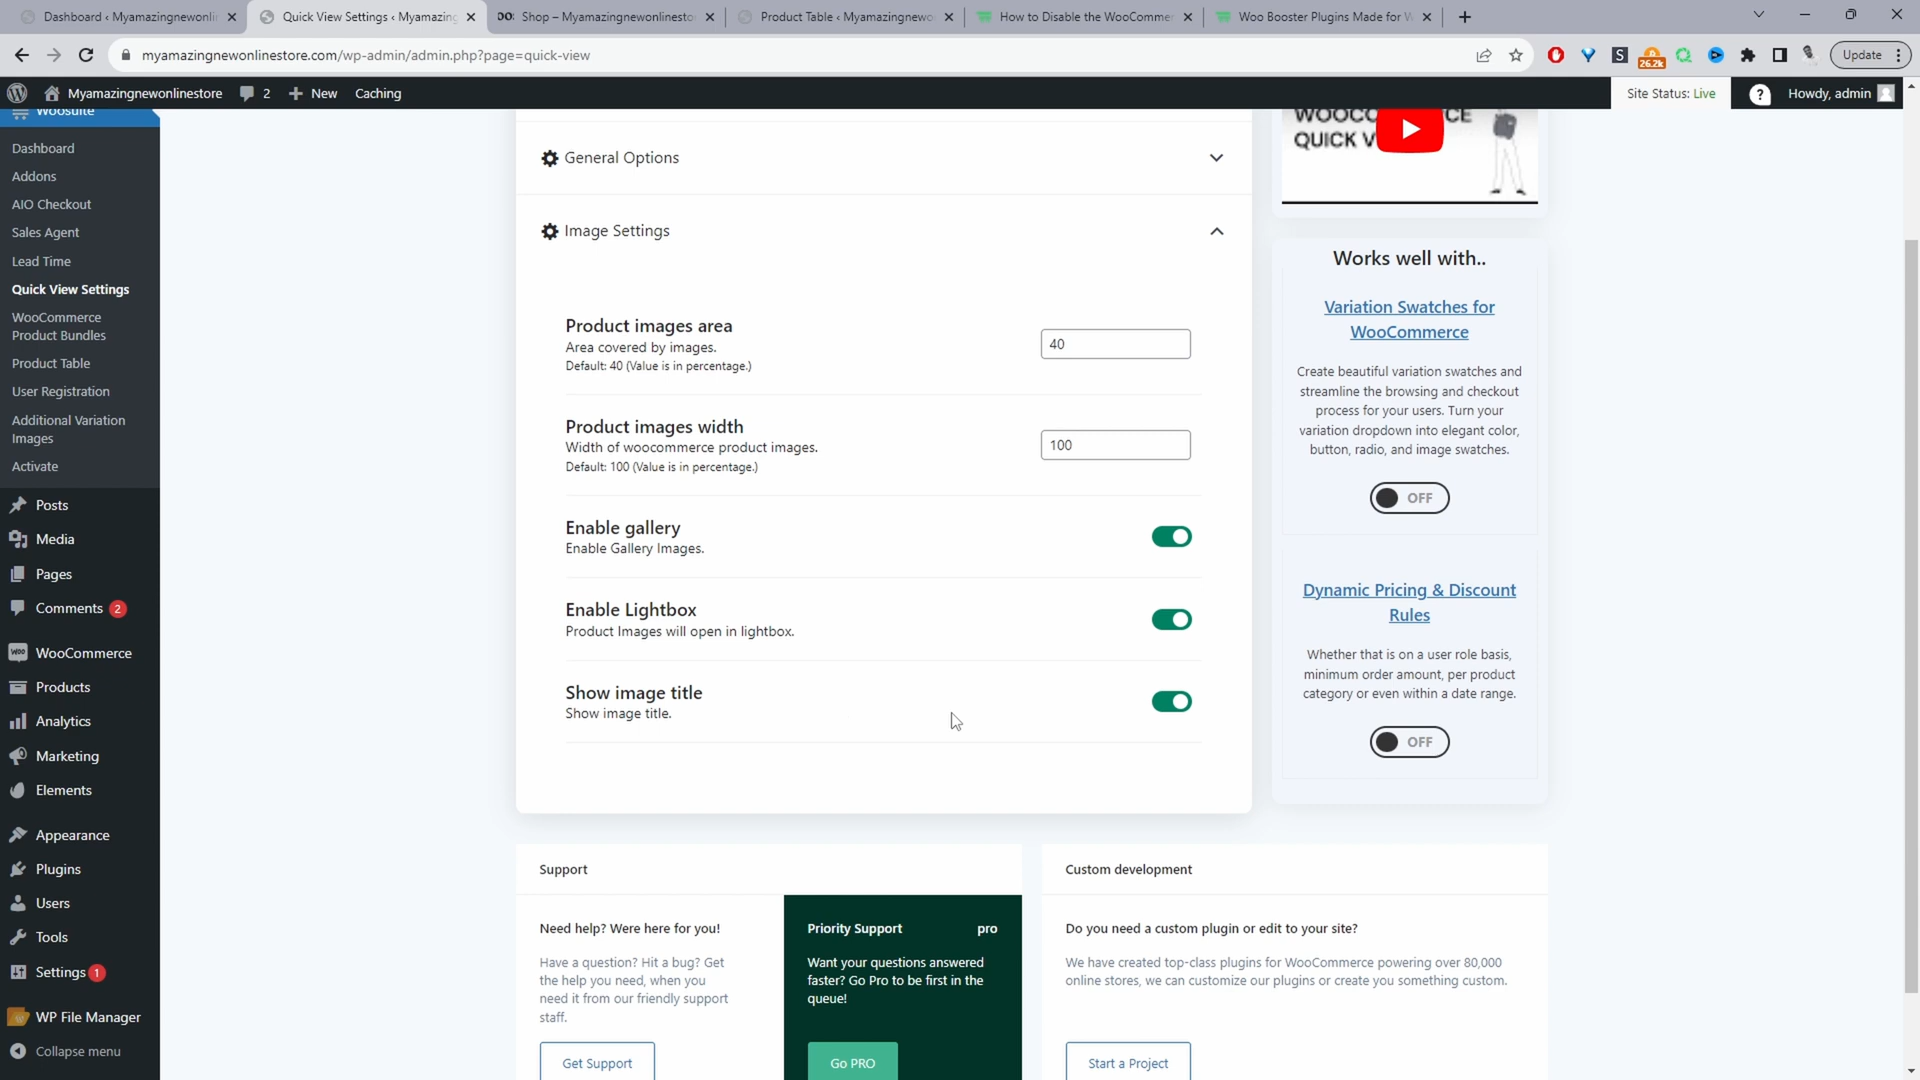 Dashboard ‹ Myamazingnewonlin
Quick View Settings ‹ Myamazing
Shop – Myamazingnewonlinesto
Product Table ‹ Myamazingnewo
How to Disable the WooCommer
Woo Booster Plugins Made for W
myamazingnewonlinestore.com/wp-admin/admin.php?page=quick-view
26.2k
Update
Myamazingnewonlinestore
2
New
Caching
Site Status: Live
Howdy, admin
Woosuite
Dashboard
Addons
AIO Checkout
Sales Agent
Lead Time
Quick View Settings
WooCommerce
Product Bundles
Product Table
User Registration
Additional Variation
Images
Activate
Posts
Media
Pages
Comments 2
WooCommerce
Products
Analytics
Marketing
Elements
Appearance
Plugins
Users
Tools
Settings 1
WP File Manager
Collapse menu
General Options
Image Settings
Product images area
Area covered by images.
Default: 40 (Value is in percentage.)
40
Product images width
Width of woocommerce product images.
Default: 100 (Value is in percentage.)
100
Enable gallery
Enable Gallery Images.
Enable Lightbox
Product Images will open in lightbox.
Show image title
Show image title.
WOOCO CE
QUICK V
Works well with..
Variation Swatches for
WooCommerce
Create beautiful variation swatches and
streamline the browsing and checkout
process for your users. Turn your
variation dropdown into elegant color,
button, radio, and image swatches.
OFF
Dynamic Pricing & Discount
Rules
Whether that is on a user role basis,
minimum order amount, per product
category or even within a date range.
OFF
Support
Need help? Were here for you!
Have a question? Hit a bug? Get
the help you need, when you
need it from our friendly support
staff.
Get Support
Priority Support pro
Want your questions answered
faster? Go Pro to be first in the
queue!
Go PRO
Custom development
Do you need a custom plugin or edit to your site?
We have created top-class plugins for WooCommerce powering over 80,000
online stores, we can customize our plugins or create you something custom.
Start a Project